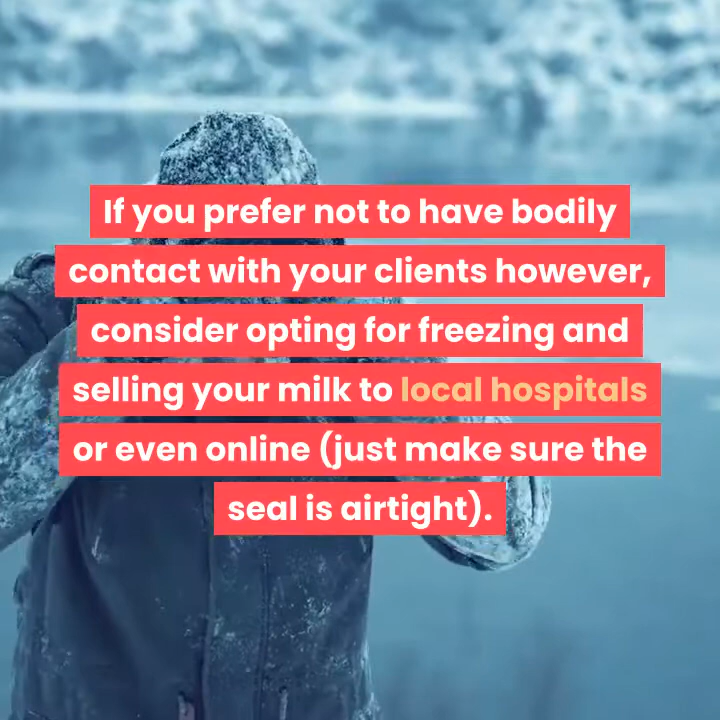 If you prefer not to have bodily
contact with your clients however,
consider opting for freezing and
selling your milk to local hospitals
or even online (just make sure the
seal is airtight).